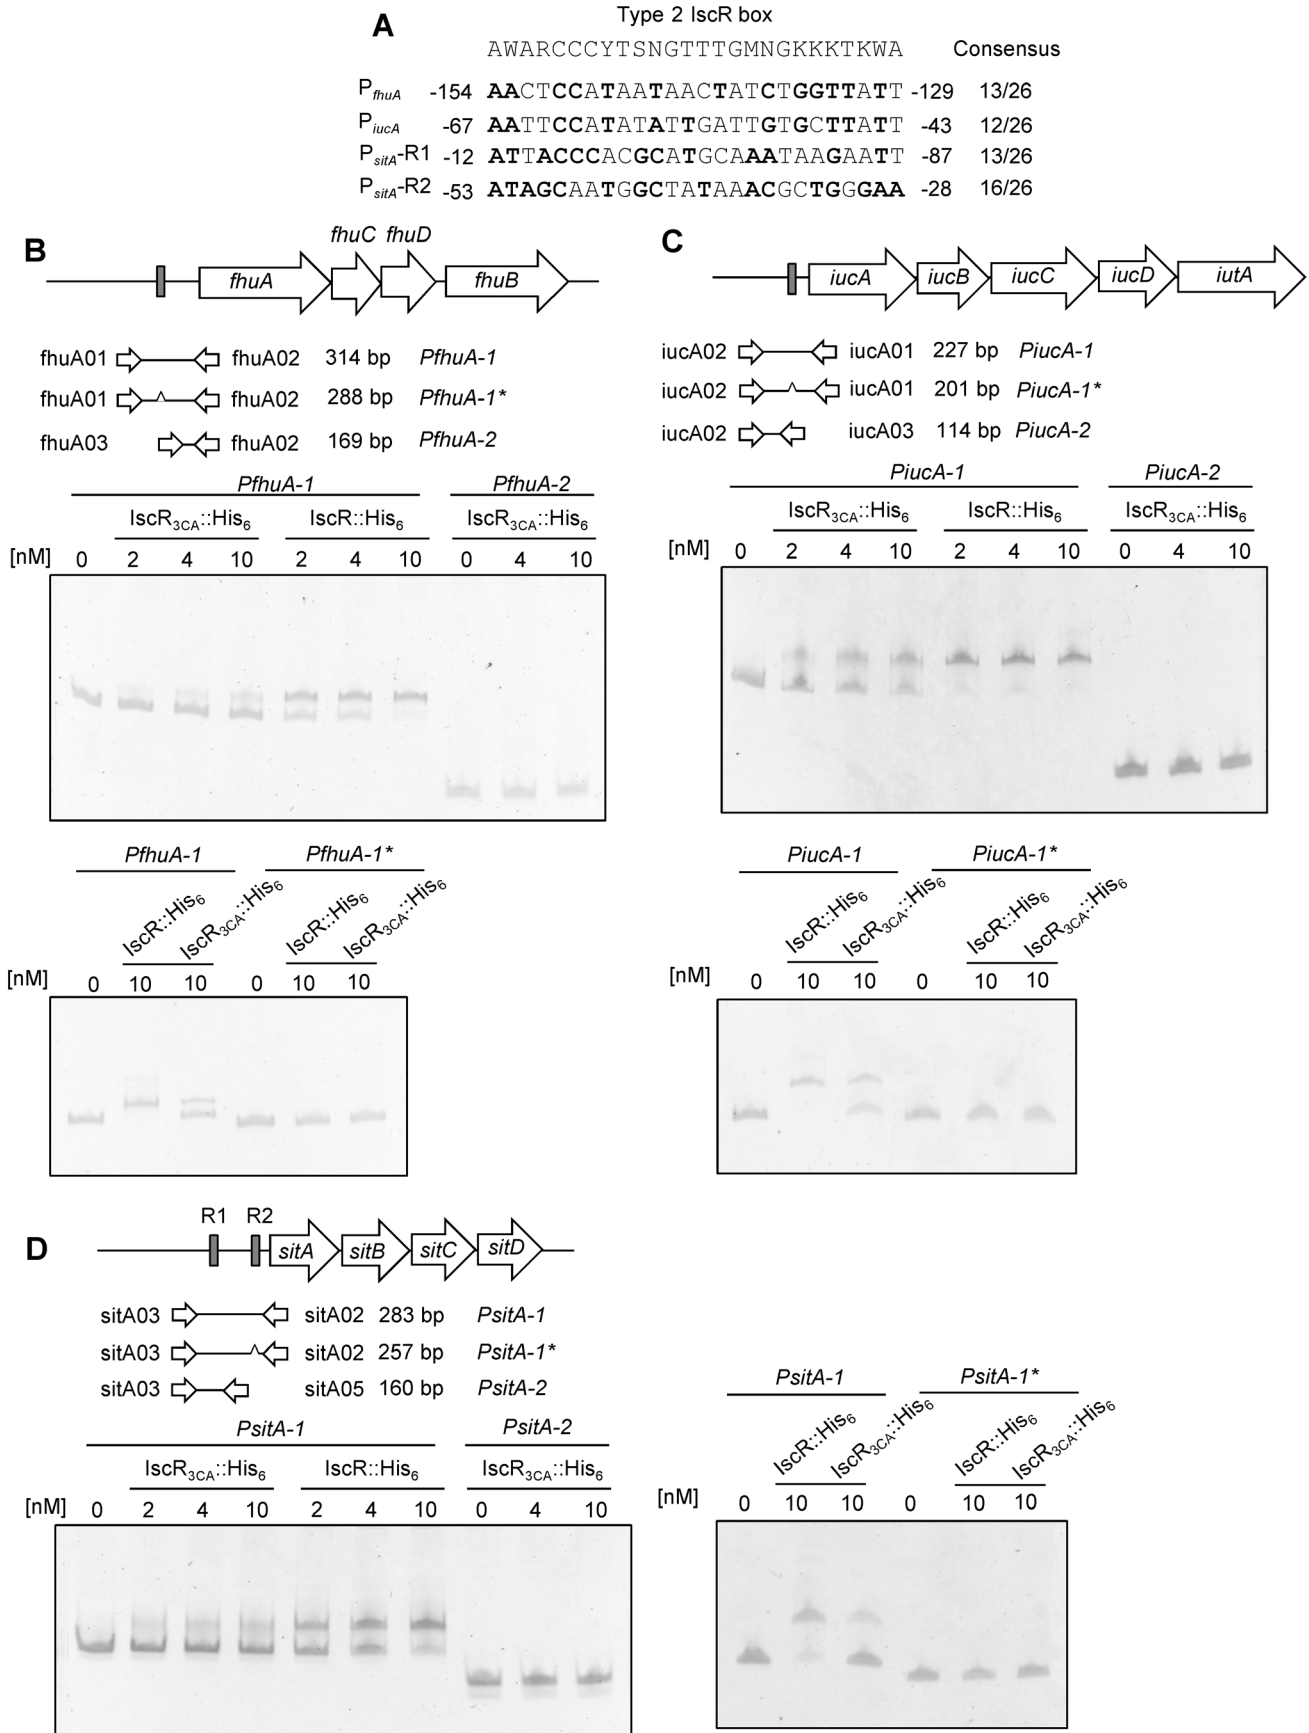 A
Type 2 IscR box
AWARCCCYTSNGTTTGMNGKKKTKWA Consensus
PfhuA -154 AACTCCATAATAACTATCTGGTTATT -129 13/26
PiucA -67 AATTCCATATATTGATTGTGCTTATT -43 12/26
PsitA-R1 -12 ATTACCCACGCATGCAAATAAGAATT -87 13/26
PsitA-R2 -53 ATAGCAATGGCTATAAACGCTGGGAA -28 16/26
B
fhuC fhuD
fhuA fhuB
fhuA01 fhuA02 314 bp PfhuA-1
fhuA01 fhuA02 288 bp PfhuA-1*
fhuA03 fhuA02 169 bp PfhuA-2
PfhuA-1 PfhuA-2
IscR3CA::His6 IscR::His6 IscR3CA::His6
[nM] 0 2 4 10 2 4 10 0 4 10
PfhuA-1 PfhuA-1*
IscR::His6 IscR3CA::His6 IscR::His6 IscR3CA::His6
[nM] 0 10 10 0 10 10
C
iucA iucB iucC iucD iutA
iucA02 iucA01 227 bp PiucA-1
iucA02 iucA01 201 bp PiucA-1*
iucA02 iucA03 114 bp PiucA-2
PiucA-1 PiucA-2
IscR3CA::His6 IscR::His6 IscR3CA::His6
[nM] 0 2 4 10 2 4 10 0 4 10
PiucA-1 PiucA-1*
IscR::His6 IscR3CA::His6 IscR::His6 IscR3CA::His6
[nM] 0 10 10 0 10 10
D
R1 R2
sitA sitB sitC sitD
sitA03 sitA02 283 bp PsitA-1
sitA03 sitA02 257 bp PsitA-1*
sitA03 sitA05 160 bp PsitA-2
PsitA-1 PsitA-2
IscR3CA::His6 IscR::His6 IscR3CA::His6
[nM] 0 2 4 10 2 4 10 0 4 10
PsitA-1 PsitA-1*
IscR::His6 IscR3CA::His6 IscR::His6 IscR3CA::His6
[nM] 0 10 10 0 10 10